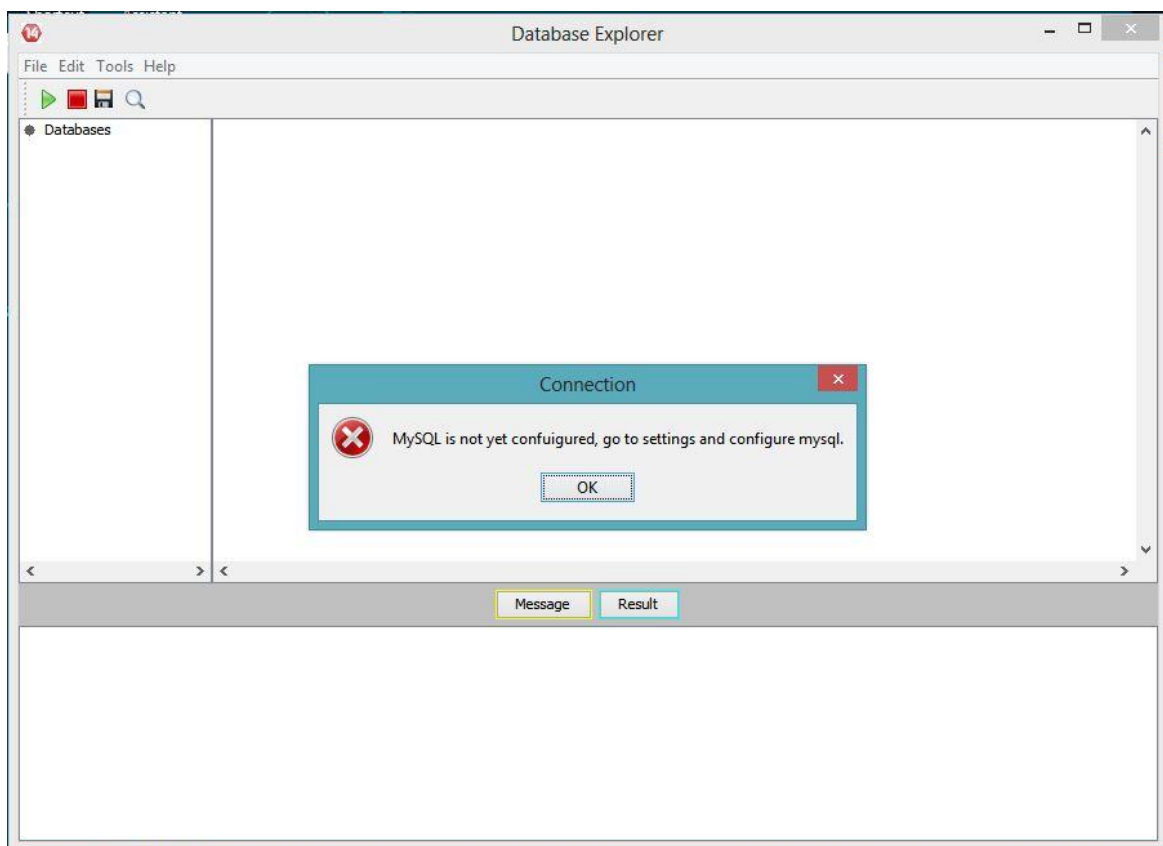 14
Database Explorer
File Edit Tools Help
Databases
Connection
MySQL is not yet confuigured, go to settings and configure mysql.
OK
Message Result